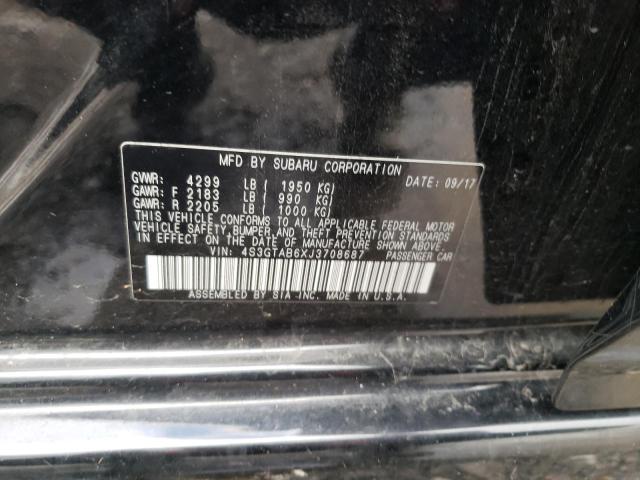 MFD BY SUBARU CORPORATION DATE: 09/17
GVWR: 4299 LB ( 1950 KG)
GAWR: F 2183 LB ( 990 KG)
GAWR: R 2205 LB ( 1000 KG)
THIS VEHICLE CONFORMS TO ALL APPLICABLE FEDERAL MOTOR
VEHICLE SAFETY, BUMPER, AND THEFT PREVENTION STANDARDS
IN EFFECT ON THE DATE OF MANUFACTURE SHOWN ABOVE.
VIN: 4S3GTAB6XJ3708687 PASSENGER CAR
ASSEMBLED BY SIA INC. MADE IN U.S.A.